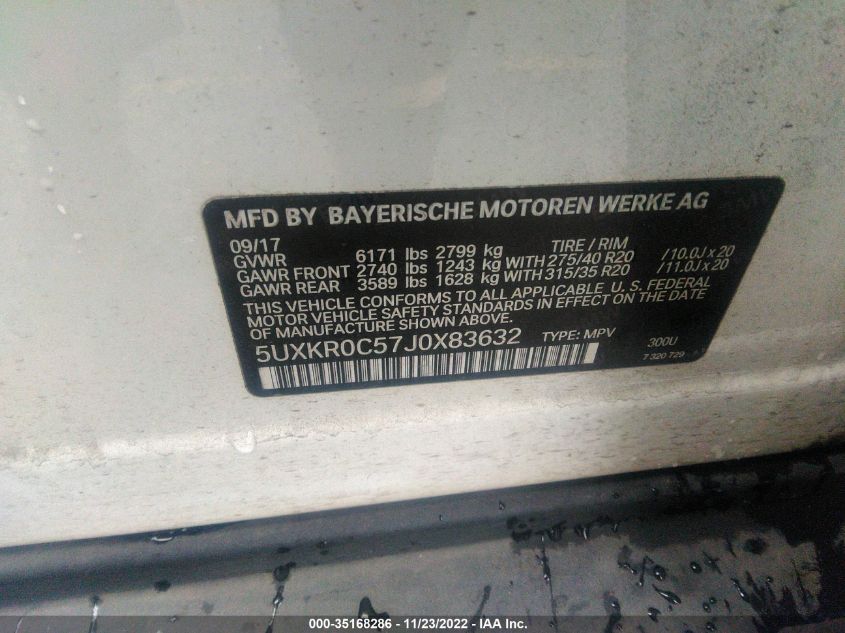 MFD BY BAYERISCHE MOTOREN WERKE AG
09/17 TIRE / RIM
GVWR 6171 lbs 2799 kg
GAWR FRONT 2740 lbs 1243 kg WITH 275/40 R20 /10.0J x 20
GAWR REAR 3589 lbs 1628 kg WITH 315/35 R20 /11.0J x 20
THIS VEHICLE CONFORMS TO ALL APPLICABLE U. S. FEDERAL
MOTOR VEHICLE SAFETY STANDARDS IN EFFECT ON THE DATE
OF MANUFACTURE SHOWN ABOVE.
5UXKR0C57J0X83632 TYPE: MPV 300U
7 320 729
000-35168286 - 11/23/2022 - IAA Inc.